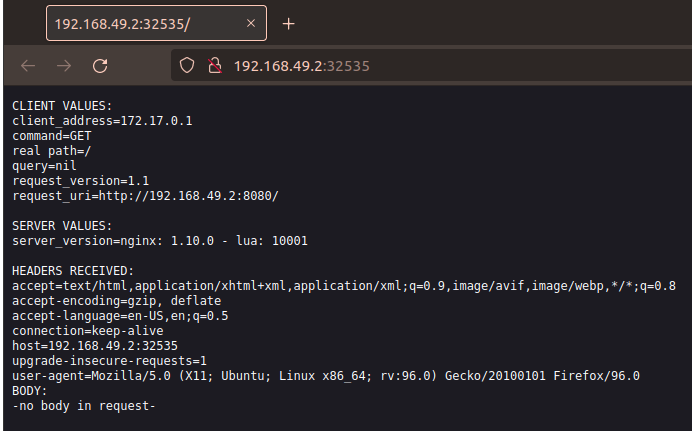 192.168.49.2:32535/
192.168.49.2:32535
CLIENT VALUES:
client_address=172.17.0.1
command=GET
real path=/
query=nil
request_version=1.1
request_uri=http://192.168.49.2:8080/
SERVER VALUES:
server_version=nginx: 1.10.0 - lua: 10001
HEADERS RECEIVED:
accept=text/html,application/xhtml+xml,application/xml;q=0.9,image/avif,image/webp,*/*;q=0.8
accept-encoding=gzip, deflate
accept-language=en-US,en;q=0.5
connection=keep-alive
host=192.168.49.2:32535
upgrade-insecure-requests=1
user-agent=Mozilla/5.0 (X11; Ubuntu; Linux x86_64; rv:96.0) Gecko/20100101 Firefox/96.0
BODY:
-no body in request-